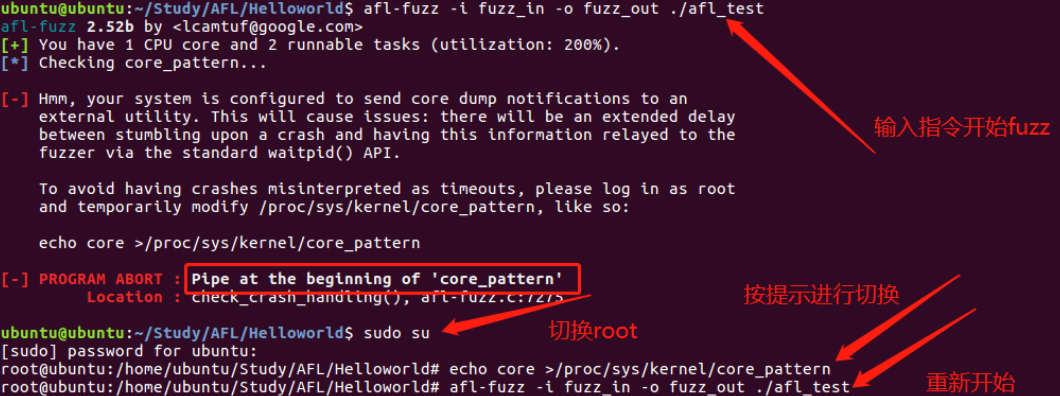 ubuntu@ubuntu:~/Study/AFL/Helloworld$ afl-fuzz -i fuzz_in -o fuzz_out ./afl_test
afl-fuzz 2.52b by <lcamtuf@google.com>
[+] You have 1 CPU core and 2 runnable tasks (utilization: 200%).
[*] Checking core_pattern...
[-] Hmm, your system is configured to send core dump notifications to an
external utility. This will cause issues: there will be an extended delay
between stumbling upon a crash and having this information relayed to the
fuzzer via the standard waitpid() API.
输入指令开始fuzz
To avoid having crashes misinterpreted as timeouts, please log in as root
and temporarily modify /proc/sys/kernel/core_pattern, like so:
echo core >/proc/sys/kernel/core_pattern
[-] PROGRAM ABORT : Pipe at the beginning of 'core_pattern'
Location : check_crash_handling(), afl-fuzz.c:7275
按提示进行切换
ubuntu@ubuntu:~/Study/AFL/Helloworld$ sudo su
切换root
[sudo] password for ubuntu:
root@ubuntu:/home/ubuntu/Study/AFL/Helloworld# echo core >/proc/sys/kernel/core_pattern
root@ubuntu:/home/ubuntu/Study/AFL/Helloworld# afl-fuzz -i fuzz_in -o fuzz_out ./afl_test
重新开始